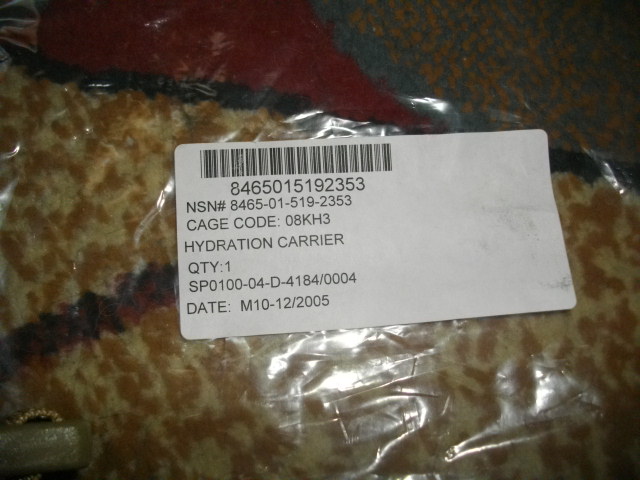 8465015192353
NSN# 8465-01-519-2353
CAGE CODE: 08KH3
HYDRATION CARRIER
QTY:1
SP0100-04-D-4184/0004
DATE: M10-12/2005